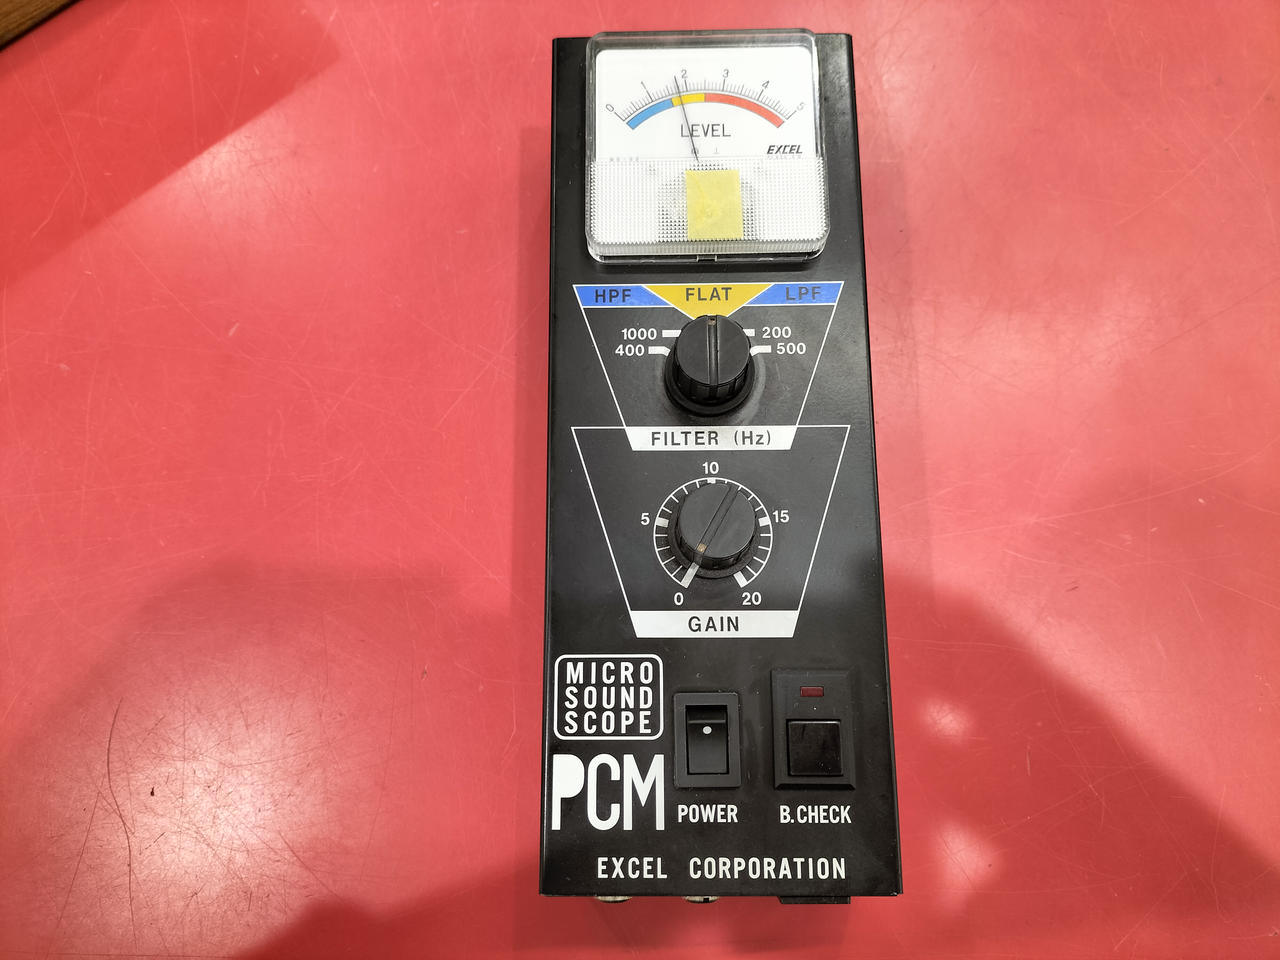 0 1 2 3 4 5
LEVEL
EXCEL
HPF FLAT LPF
1000 200
400 500
FILTER (Hz)
10
5 15
0 20
GAIN
MICRO
SOUND
SCOPE
PCM
POWER B.CHECK
EXCEL CORPORATION